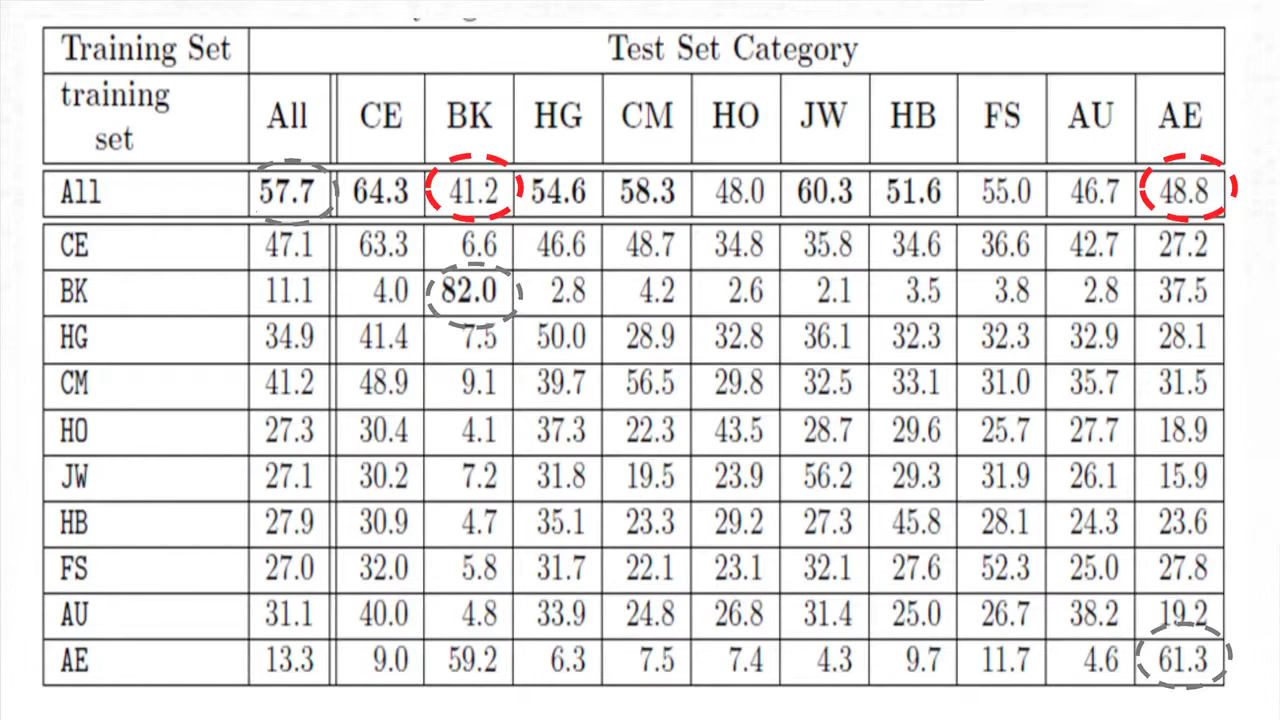 Training Set Test Set Category
training set All CE BK HG CM HO JW HB FS AU AE
All 57.7 64.3 41.2 54.6 58.3 48.0 60.3 51.6 55.0 46.7 48.8
CE 47.1 63.3 6.6 46.6 48.7 34.8 35.8 34.6 36.6 42.7 27.2
BK 11.1 4.0 82.0 2.8 4.2 2.6 2.1 3.5 3.8 2.8 37.5
HG 34.9 41.4 7.5 50.0 28.9 32.8 36.1 32.3 32.3 32.9 28.1
CM 41.2 48.9 9.1 39.7 56.5 29.8 32.5 33.1 31.0 35.7 31.5
HO 27.3 30.4 4.1 37.3 22.3 43.5 28.7 29.6 25.7 27.7 18.9
JW 27.1 30.2 7.2 31.8 19.5 23.9 56.2 29.3 31.9 26.1 15.9
HB 27.9 30.9 4.7 35.1 23.3 29.2 27.3 45.8 28.1 24.3 23.6
FS 27.0 32.0 5.8 31.7 22.1 23.1 32.1 27.6 52.3 25.0 27.8
AU 31.1 40.0 4.8 33.9 24.8 26.8 31.4 25.0 26.7 38.2 19.2
AE 13.3 9.0 59.2 6.3 7.5 7.4 4.3 9.7 11.7 4.6 61.3